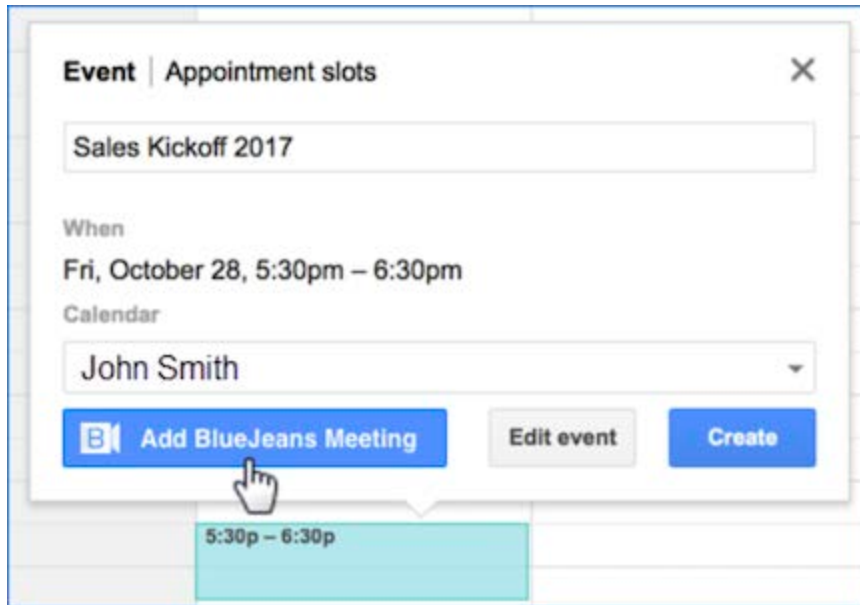 Event | Appointment slots
Sales Kickoff 2017
When
Fri, October 28, 5:30pm – 6:30pm
Calendar
John Smith
B Add BlueJeans Meeting
Edit event
Create
5:30p – 6:30p